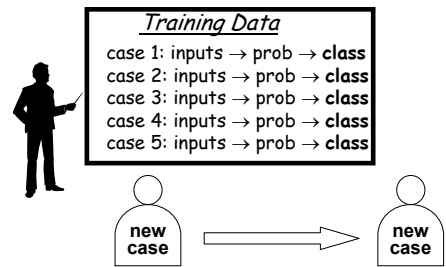 Training Data
case 1: inputs → prob → class
case 2: inputs → prob → class
case 3: inputs → prob → class
case 4: inputs → prob → class
case 5: inputs → prob → class
new case
new case